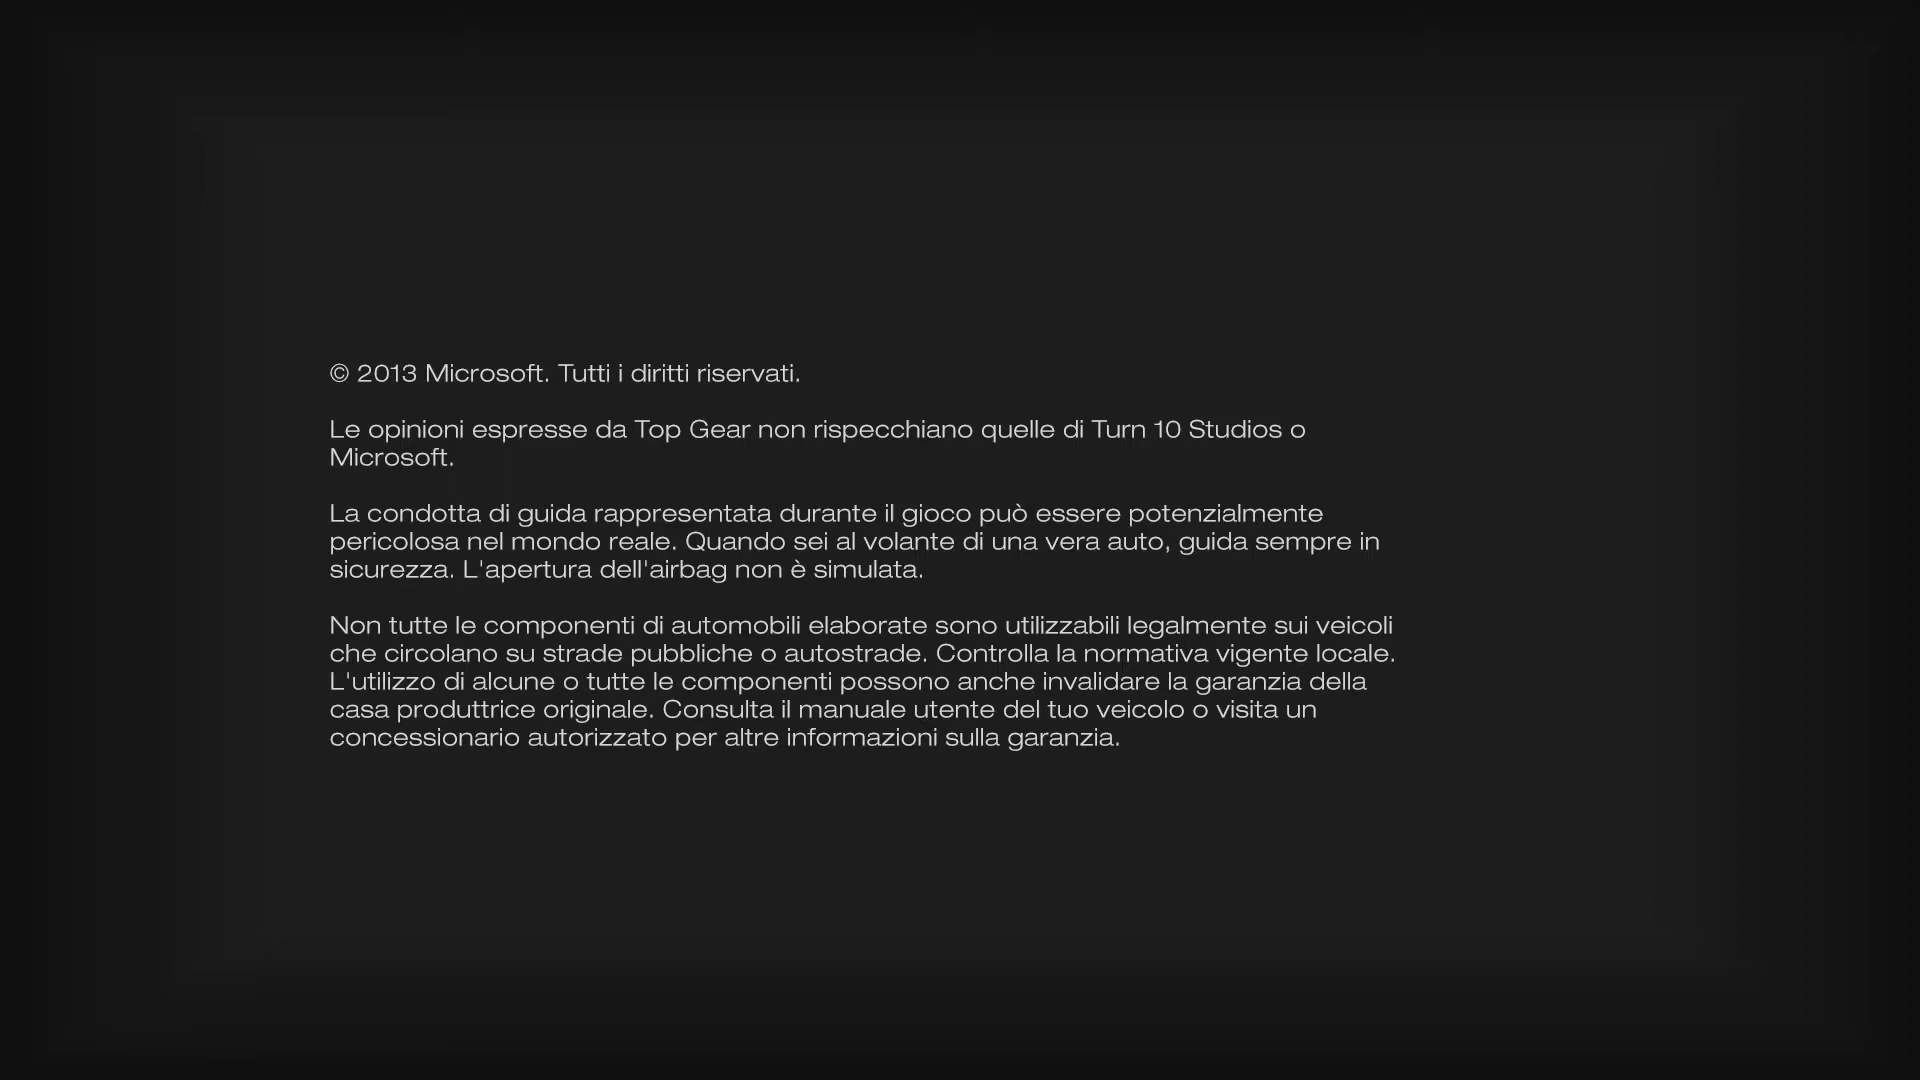 © 2013 Microsoft. Tutti i diritti riservati.
Le opinioni espresse da Top Gear non rispecchiano quelle di Turn 10 Studios o
Microsoft.
La condotta di guida rappresentata durante il gioco può essere potenzialmente
pericolosa nel mondo reale. Quando sei al volante di una vera auto, guida sempre in
sicurezza. L'apertura dell'airbag non è simulata.
Non tutte le componenti di automobili elaborate sono utilizzabili legalmente sui veicoli
che circolano su strade pubbliche o autostrade. Controlla la normativa vigente locale.
L'utilizzo di alcune o tutte le componenti possono anche invalidare la garanzia della
casa produttrice originale. Consulta il manuale utente del tuo veicolo o visita un
concessionario autorizzato per altre informazioni sulla garanzia.